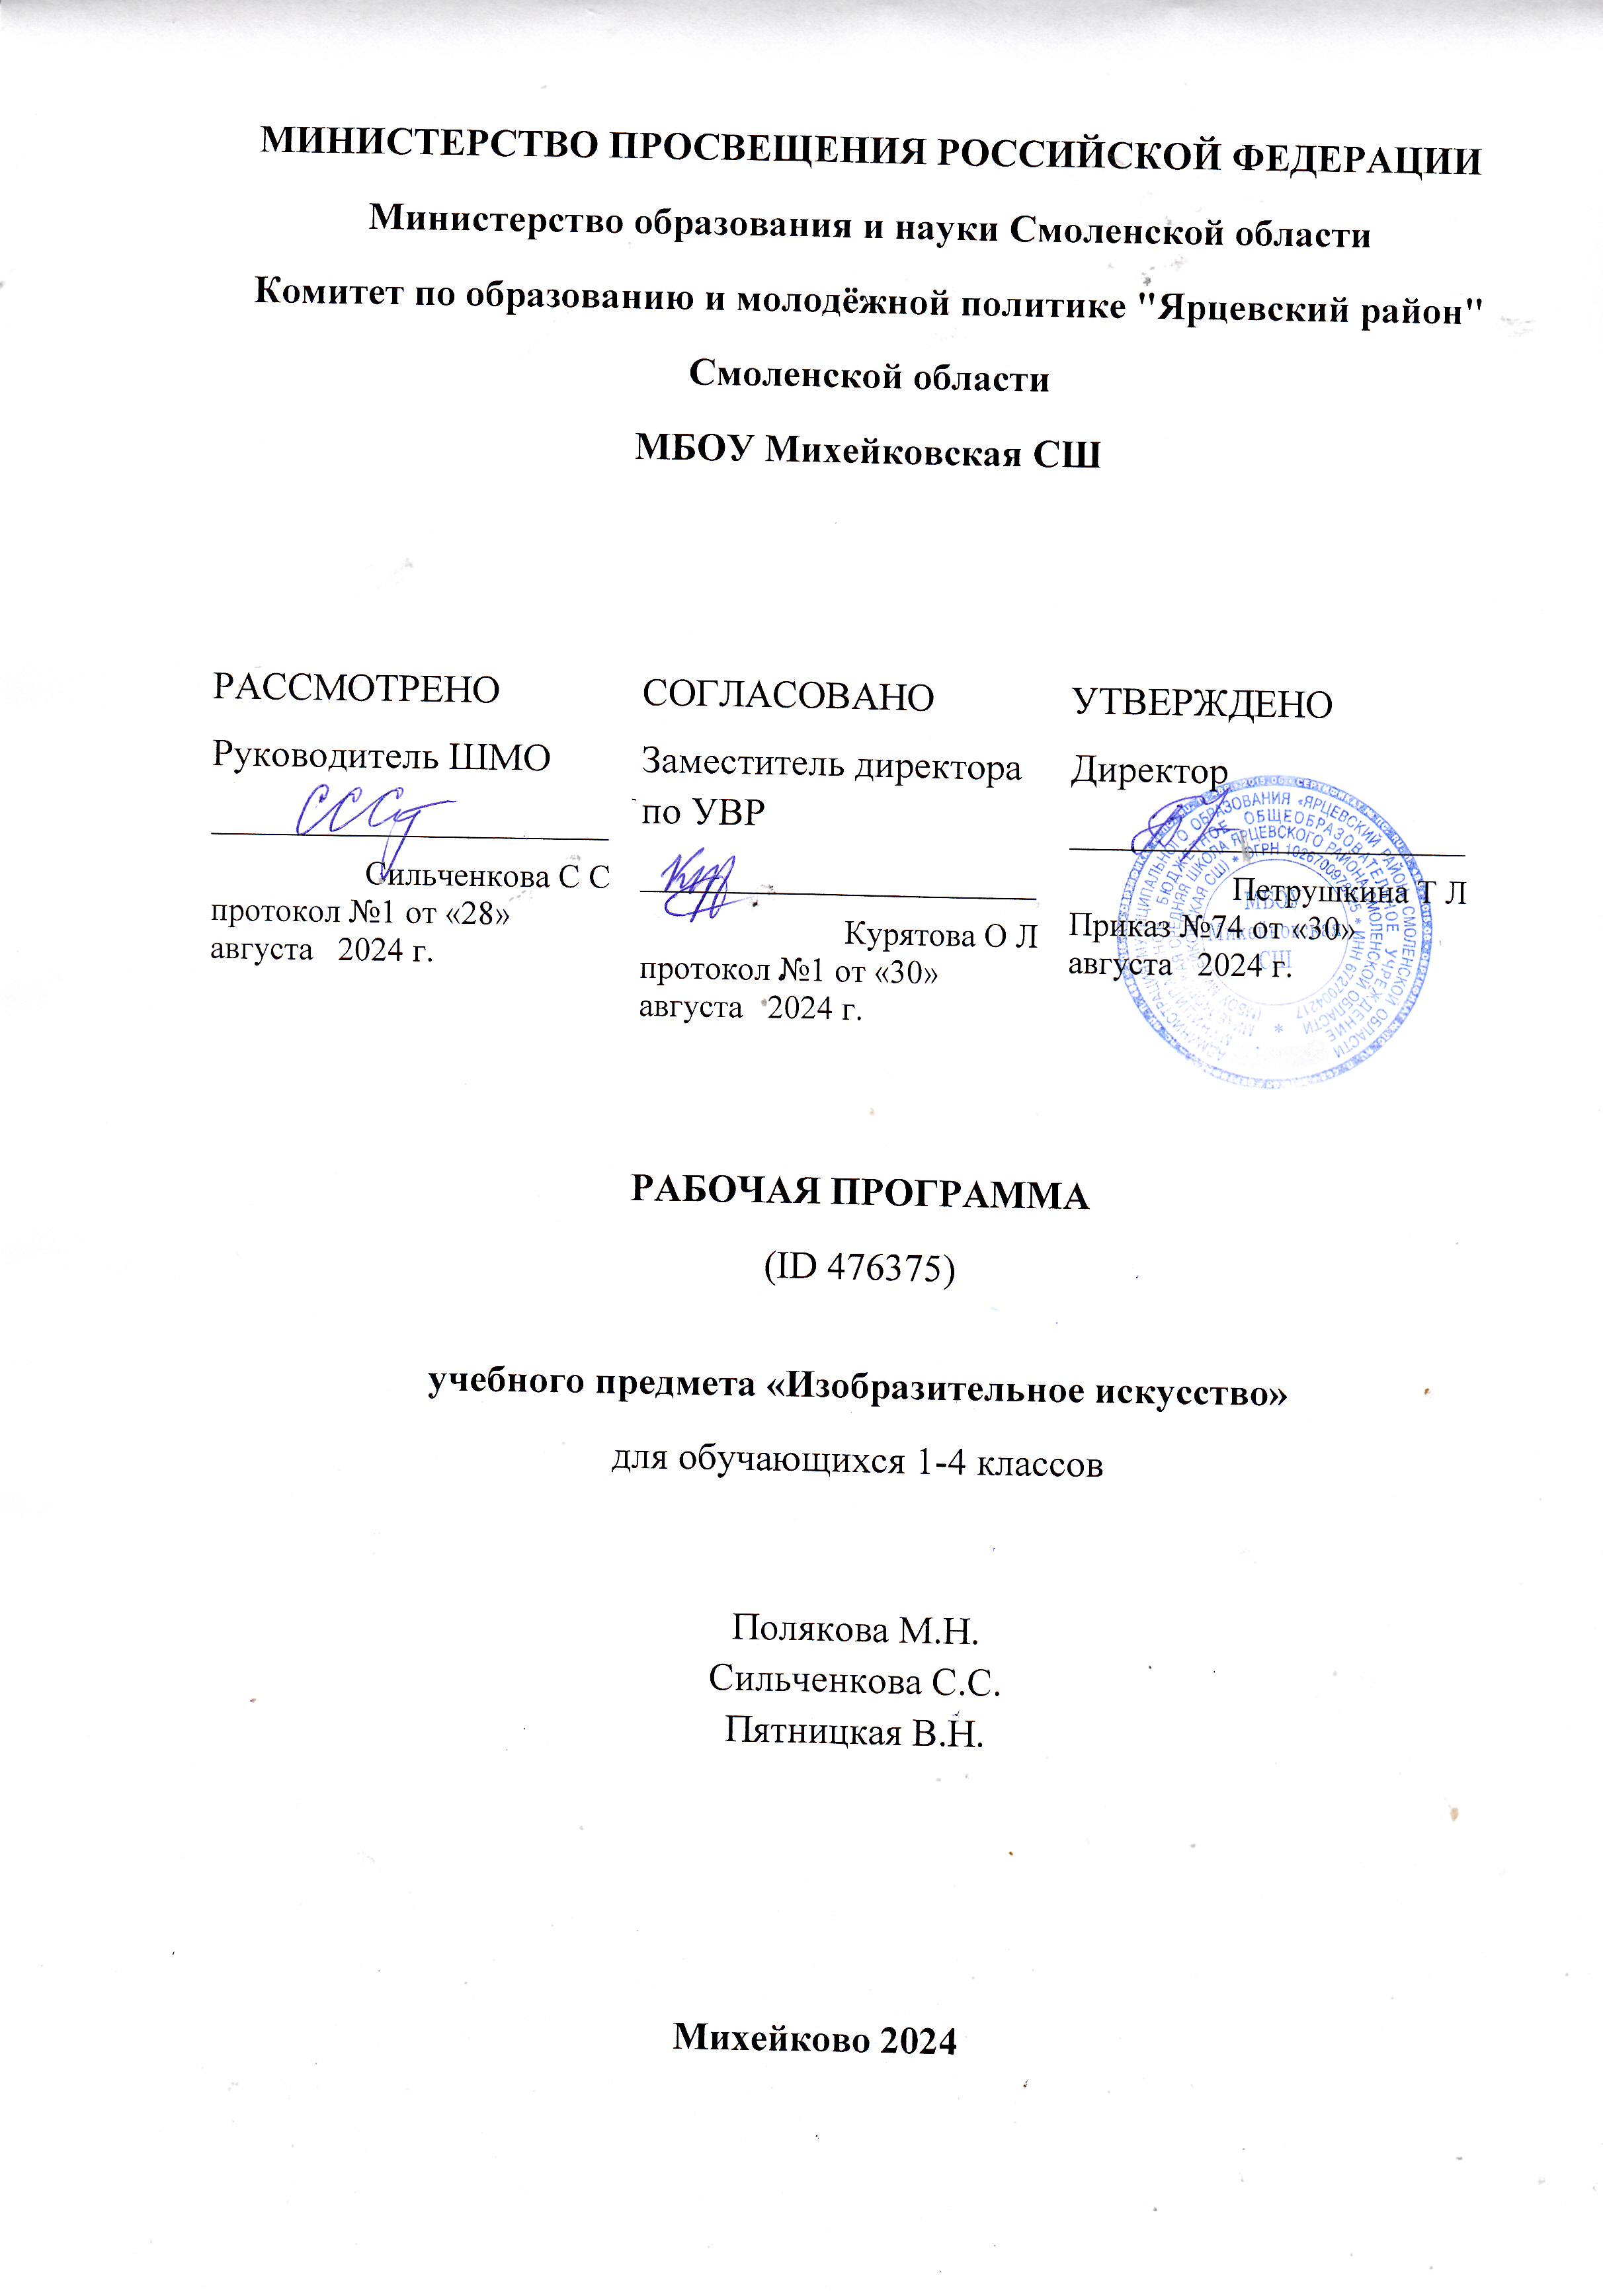 МИНИСТЕРСТВО ПРОСВЕЩЕНИЯ РОССИЙСКОЙ ФЕДЕРАЦИИ
Министерство образования и науки Смоленской области
Комитет по образованию и молодёжной политике "Ярцевский район"
Смоленской области
МБОУ Михейковская СШ
РАССМОТРЕНО
Руководитель ШМО
Сильченкова С С
протокол №1 от «28»
августа 2024 г.
СОГЛАСОВАНО
Заместитель директора
по УВР
Курятова О Л
протокол №1 от «30»
августа 2024 г.
УТВЕРЖДЕНО
Директор
Петрушкина Т Л
Приказ №74 от «30»
августа 2024 г.
МБОУ
Михейковская
СШ
РАБОЧАЯ ПРОГРАММА
(ID 476375)
учебного предмета «Изобразительное искусство»
для обучающихся 1-4 классов
Полякова М.Н.
Сильченкова С.С.
Пятницкая В.Н.
Михейково 2024